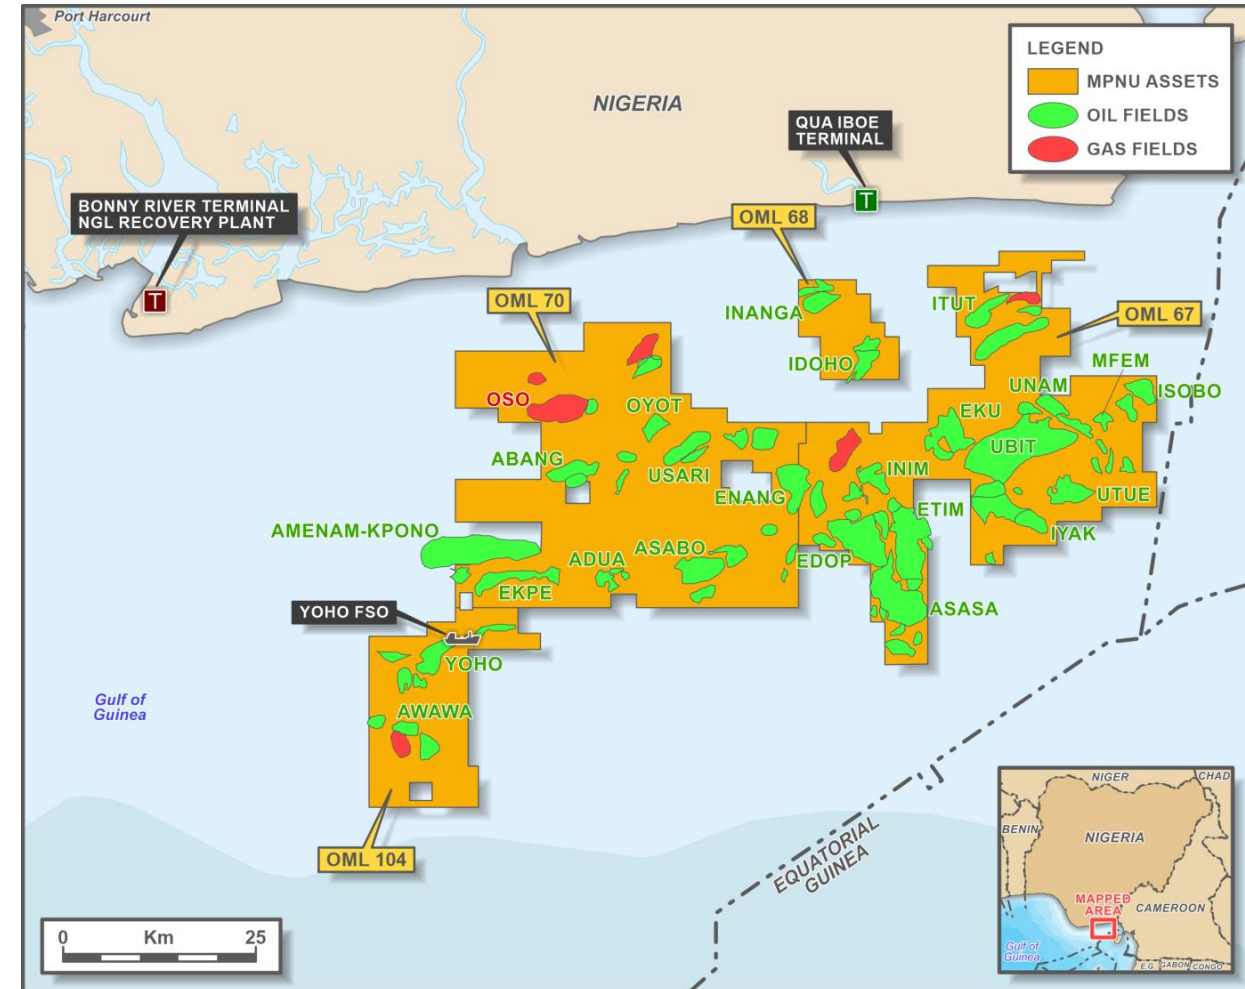 Port Harcourt
LEGEND
MPNU ASSETS
OIL FIELDS
GAS FIELDS
NIGERIA
QUA IBOE
TERMINAL
BONNY RIVER TERMINAL
NGL RECOVERY PLANT
T
T
OML 68
OML 70
OML 67
INANGA
ITUT
IDOHO
MFEM
UNAM
ISOBO
OSO
OYOT
EKU
UBIT
ABANG
USARI
INIM
ENANG
UTUE
ETIM
AMENAM-KPONO
IYAK
ADUA
ASABO
EDOP
EKPE
YOHO FSO
ASASA
YOHO
Gulf of
Guinea
AWAWA
OML 104
EQUATORIAL
GUINEA
0 Km 25
NIGER
CHAD
BENIN
NIGERIA
MAPPED
AREA
CAMEROON
Gulf of
Guinea
E.G.
GABON
CONGO